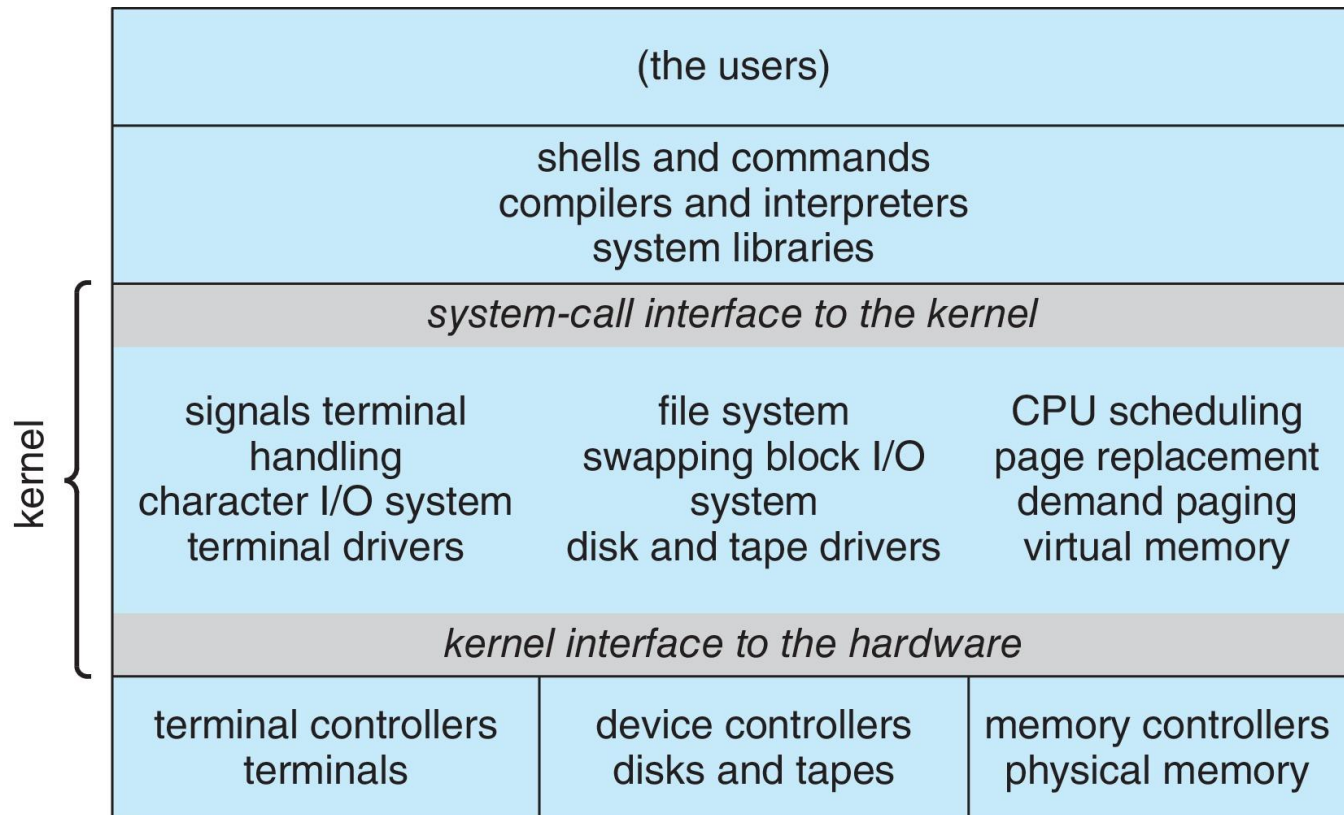 (the users)
shells and commands
compilers and interpreters
system libraries
system-call interface to the kernel
kernel
signals terminal
handling
character I/O system
terminal drivers
file system
swapping block I/O
system
disk and tape drivers
CPU scheduling
page replacement
demand paging
virtual memory
kernel interface to the hardware
terminal controllers
terminals
device controllers
disks and tapes
memory controllers
physical memory